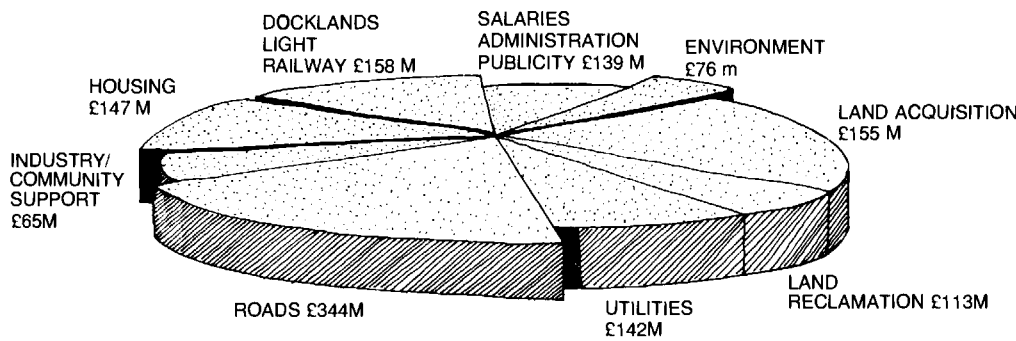 DOCKLANDS
LIGHT
RAILWAY £158 M
SALARIES
ADMINISTRATION
PUBLICITY £139 M
ENVIRONMENT
£76 m
HOUSING
£147 M
LAND ACQUISITION
£155 M
INDUSTRY/
COMMUNITY
SUPPORT
£65M
ROADS £344M
UTILITIES
£142M
LAND
RECLAMATION £113M